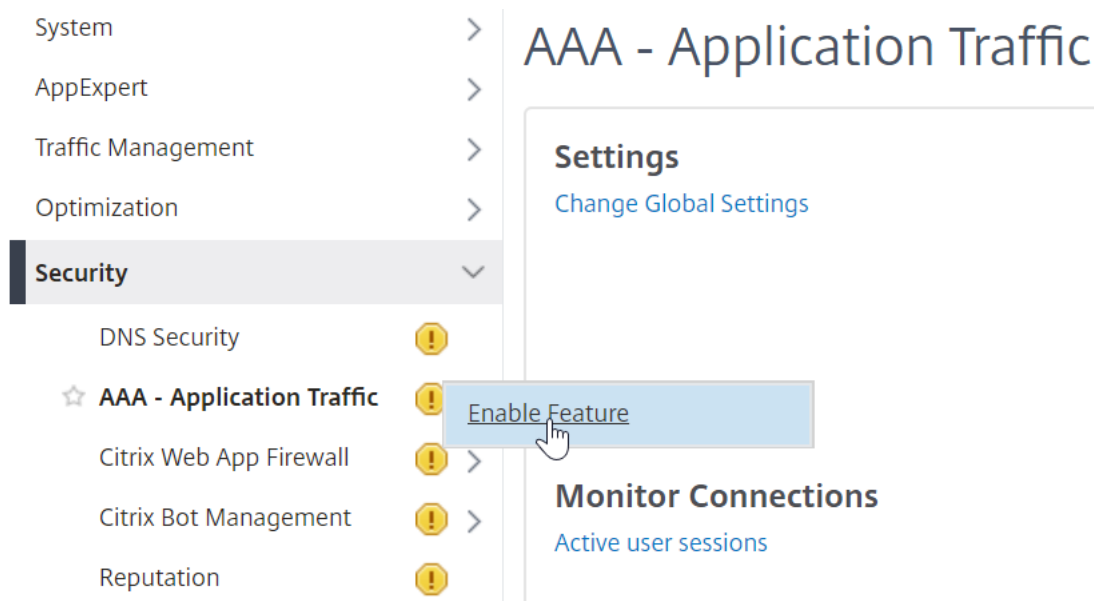 System
AppExpert
Traffic Management
Optimization
Security
DNS Security
AAA - Application Traffic
Citrix Web App Firewall
Citrix Bot Management
Reputation
Enable Feature
AAA - Application Traffic
Settings
Change Global Settings
Monitor Connections
Active user sessions